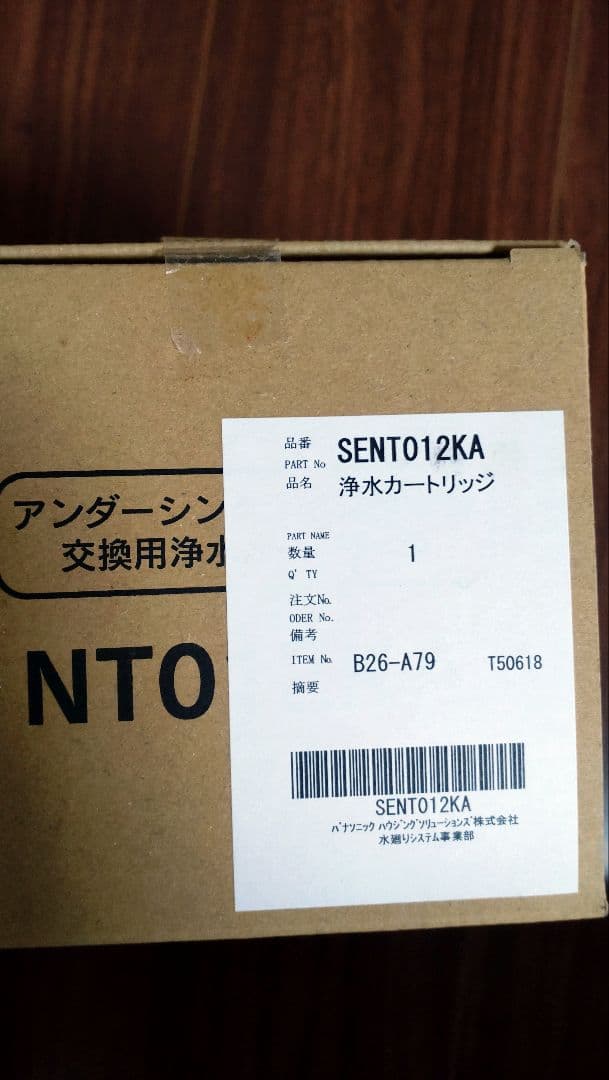 アンダーシン
交換用浄水
NT0
品番
PART No
SENT012KA
品名
浄水カートリッジ
PART NAME
数量
1
Q' TY
注文No.
ODER No.
備考
ITEM No.
B26-A79
T50618
摘要
SENT012KA
パナソニック ハウジングソリューションズ株式会社
水廻りシステム事業部